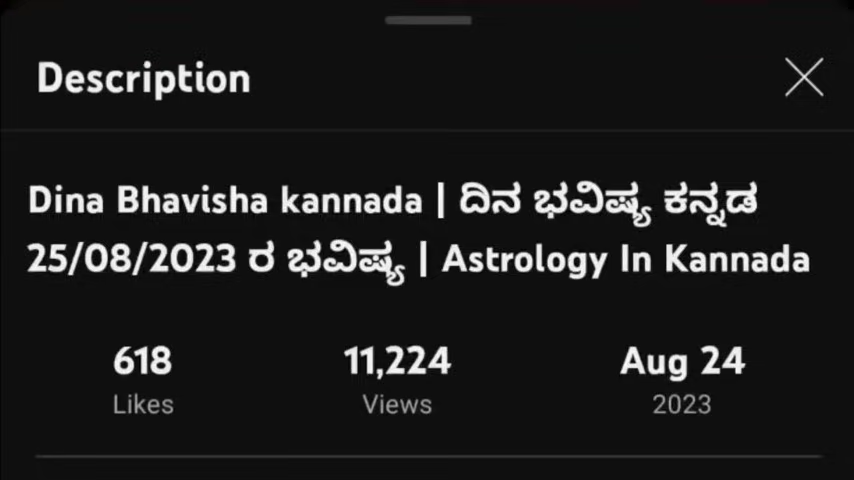 Description
Dina Bhavisha kannada | ದಿನ ಭವಿಷ್ಯ ಕನ್ನಡ
25/08/2023 ರ ಭವಿಷ್ಯ | Astrology In Kannada
618 11,224 Aug 24
Likes Views 2023